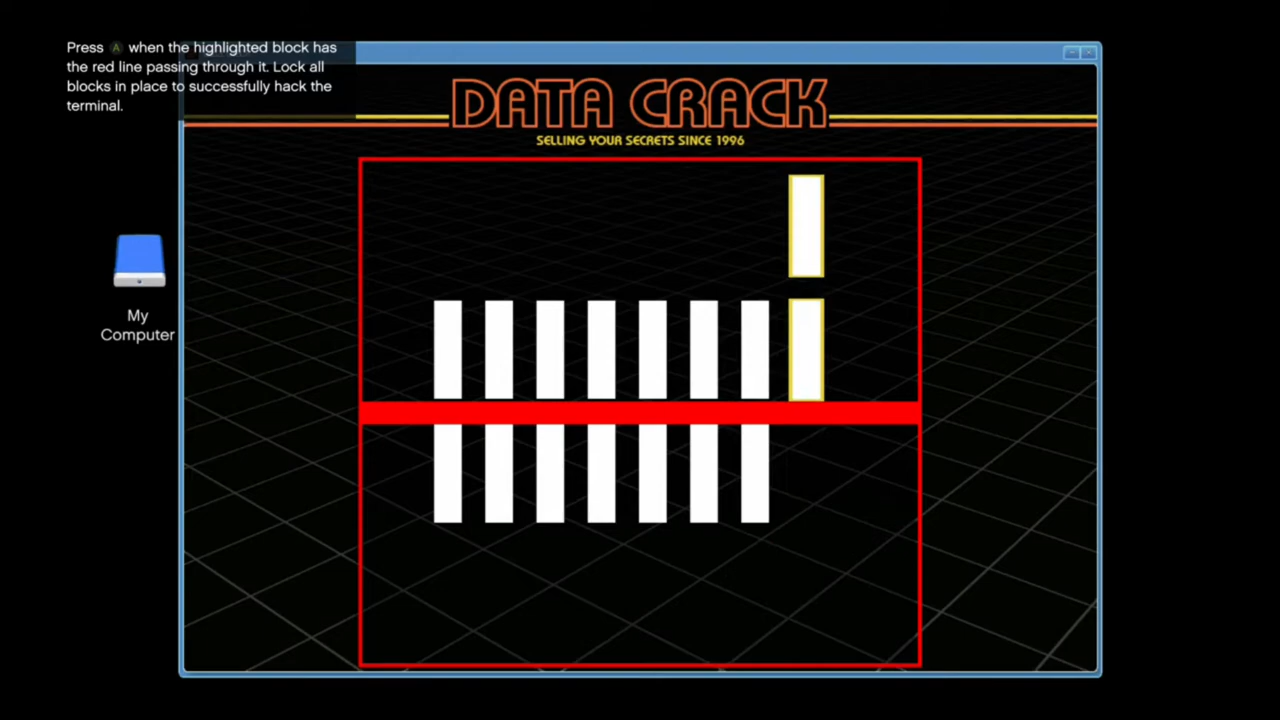 Press A when the highlighted block has
the red line passing through it. Lock all
blocks in place to successfully hack the
terminal.
DATA CRACK
SELLING YOUR SECRETS SINCE 1996
My
Computer